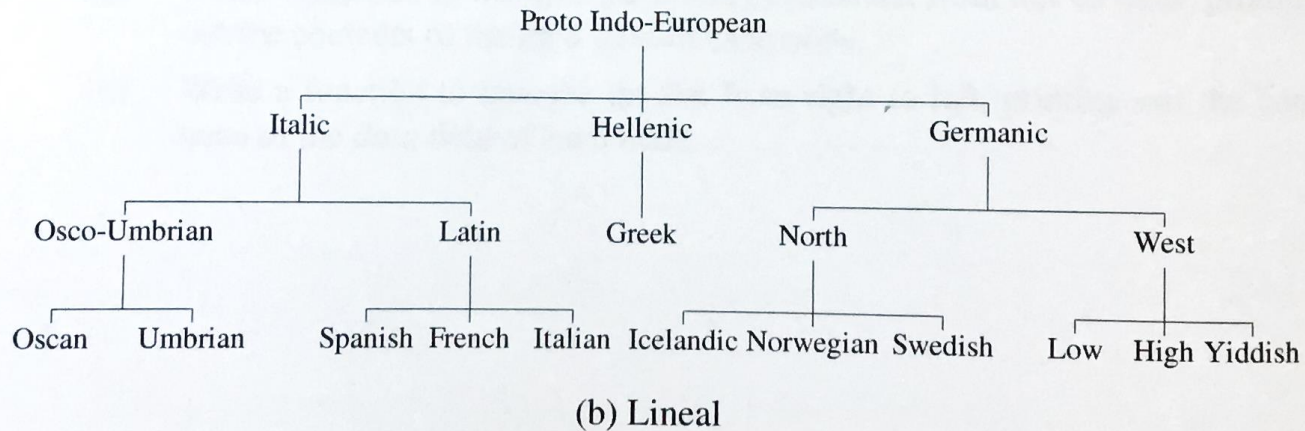 Proto Indo-European
Italic Hellenic Germanic
Osco-Umbrian Latin Greek North West
Oscan Umbrian Spanish French Italian Icelandic Norwegian Swedish Low High Yiddish
(b) Lineal